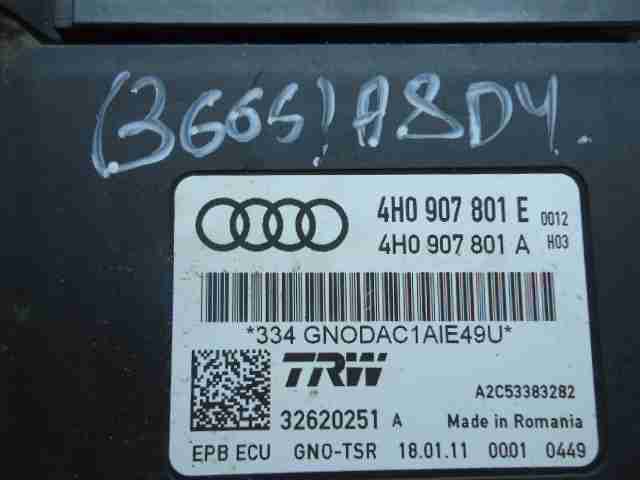 (3665) A8D4.
4H0 907 801 E 0012
4H0 907 801 A H03
*334 GNODAC1AIE49U*
TRW
A2C53383282
32620251 A Made in Romania
EPB ECU GNO-TSR 18.01.11 0001 0449